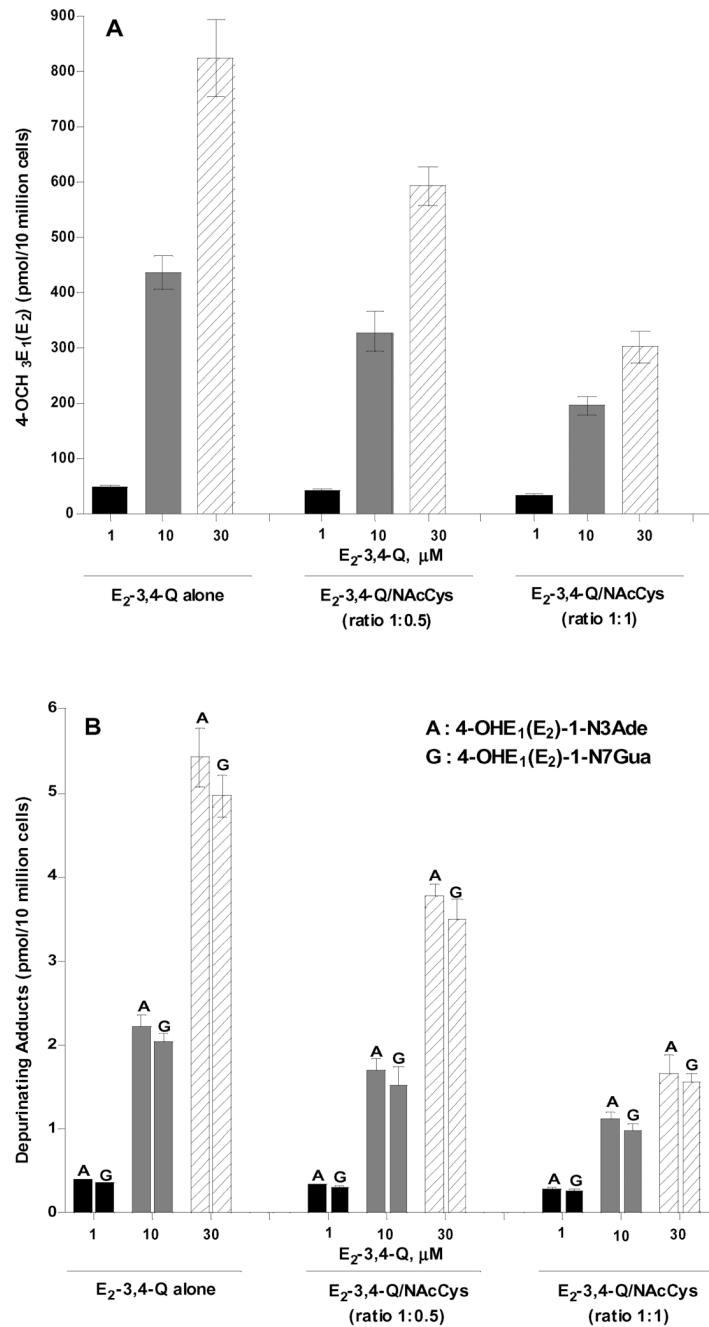 A
900
800
700
600
500
400
300
200
100
0
4-OCH ₃E₁(E₂) (pmol/10 million cells)
1 10 30 1 10 30 1 10 30
E₂-3,4-Q, μM
E₂-3,4-Q alone E₂-3,4-Q/NAcCys E₂-3,4-Q/NAcCys
(ratio 1:0.5) (ratio 1:1)
B
A : 4-OHE₁(E₂)-1-N3Ade
G : 4-OHE₁(E₂)-1-N7Gua
6
5
4
3
2
1
0
Depurinating Adducts (pmol/10 million cells)
A G A G A G A G A G A G A G A G A G
1 10 30 1 10 30 1 10 30
E₂-3,4-Q, μM
E₂-3,4-Q alone E₂-3,4-Q/NAcCys E₂-3,4-Q/NAcCys
(ratio 1:0.5) (ratio 1:1)